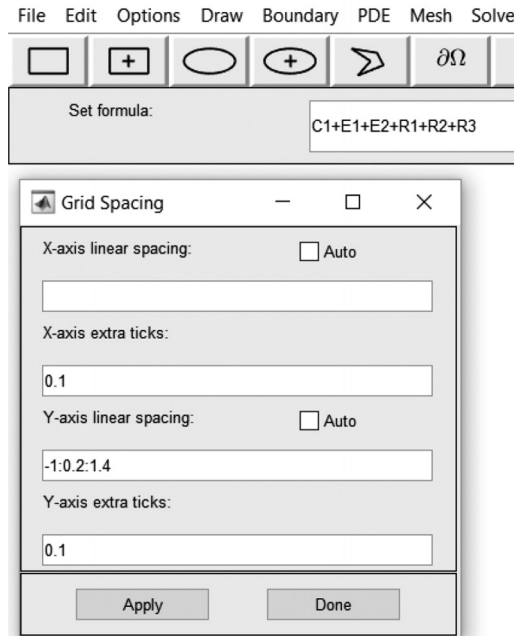 File Edit Options Draw Boundary PDE Mesh Solve
∂Ω
Set formula:
C1+E1+E2+R1+R2+R3
Grid Spacing
X-axis linear spacing:
Auto
X-axis extra ticks:
0.1
Y-axis linear spacing:
Auto
-1:0.2:1.4
Y-axis extra ticks:
0.1
Apply Done